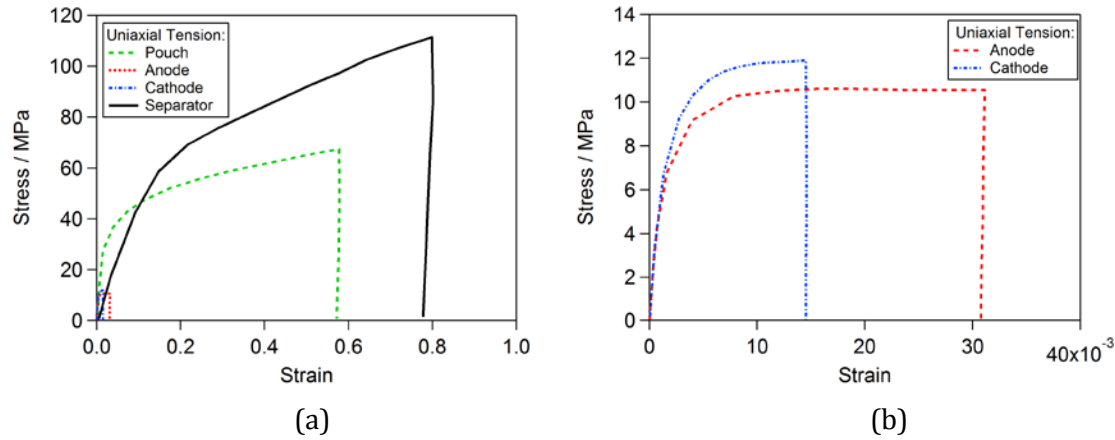 120
100
80
60
40
20
0
Stress / MPa
Uniaxial Tension:
Pouch
Anode
Cathode
Separator
0.0 0.2 0.4 0.6 0.8 1.0
Strain
(a)
14
12
10
8
6
4
2
0
Stress / MPa
Uniaxial Tension:
Anode
Cathode
0 10 20 30 40x10⁻³
Strain
(b)